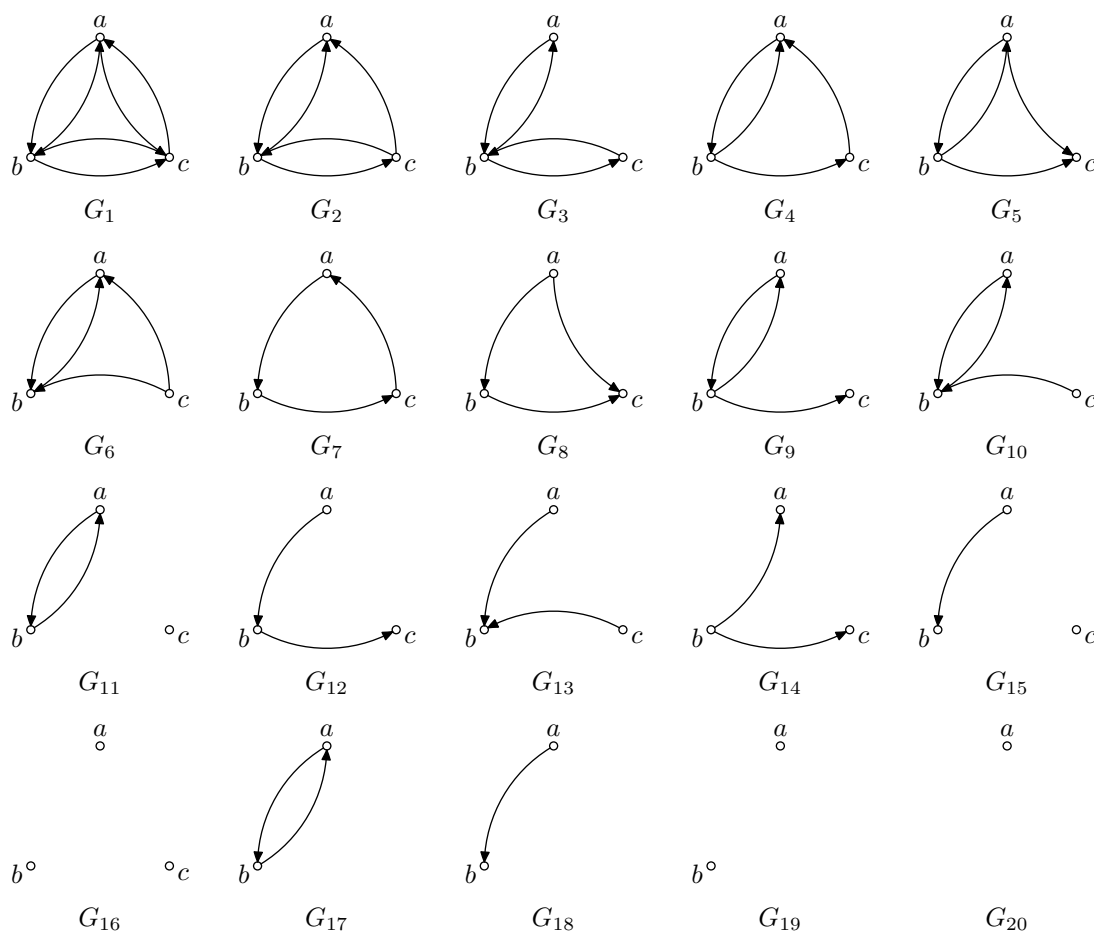 a a a a a
b c b c b c b c b c
G₁ G₂ G₃ G₄ G₅
a a a a a
b c b c b c b c b c
G₆ G₇ G₈ G₉ G₁₀
a a a a a
b c b c b c b c b c
G₁₁ G₁₂ G₁₃ G₁₄ G₁₅
a a a a a
b c b b b
G₁₆ G₁₇ G₁₈ G₁₉ G₂₀